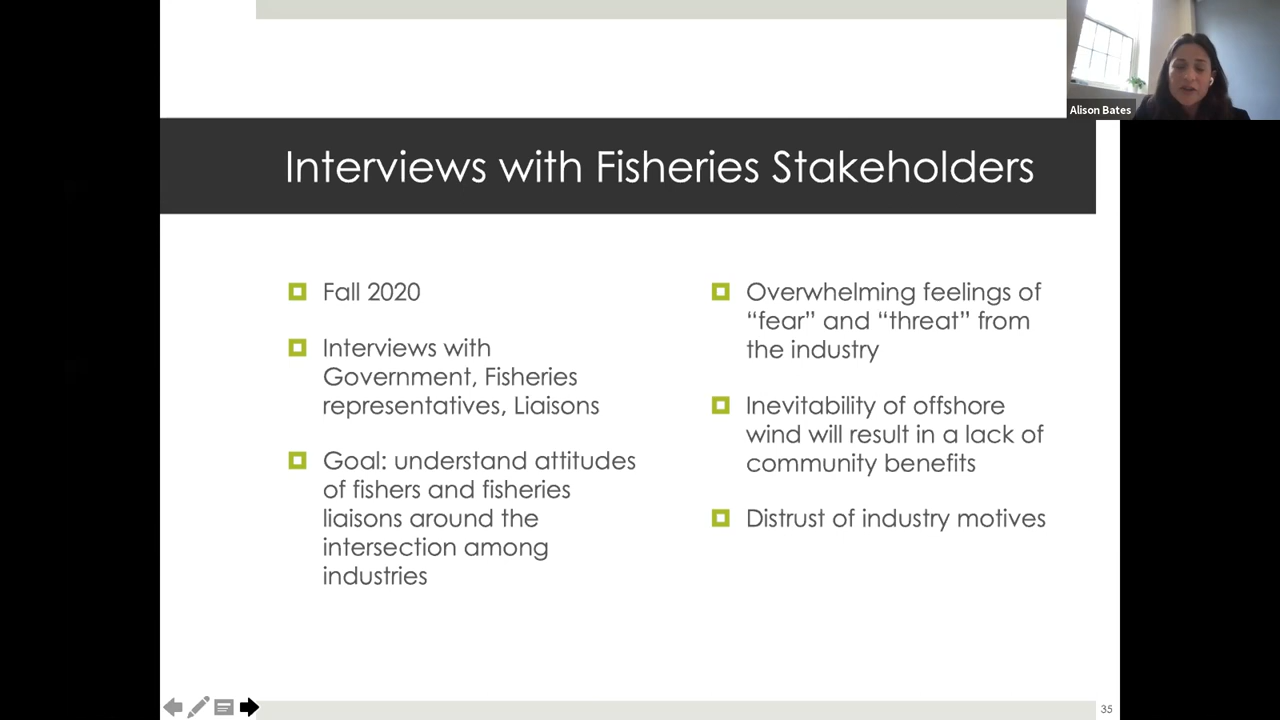 Alison Bates
Interviews with Fisheries Stakeholders
Fall 2020
Interviews with
Government, Fisheries
representatives, Liaisons
Goal: understand attitudes
of fishers and fisheries
liaisons around the
intersection among
industries
Overwhelming feelings of
“fear” and “threat” from
the industry
Inevitability of offshore
wind will result in a lack of
community benefits
Distrust of industry motives
35